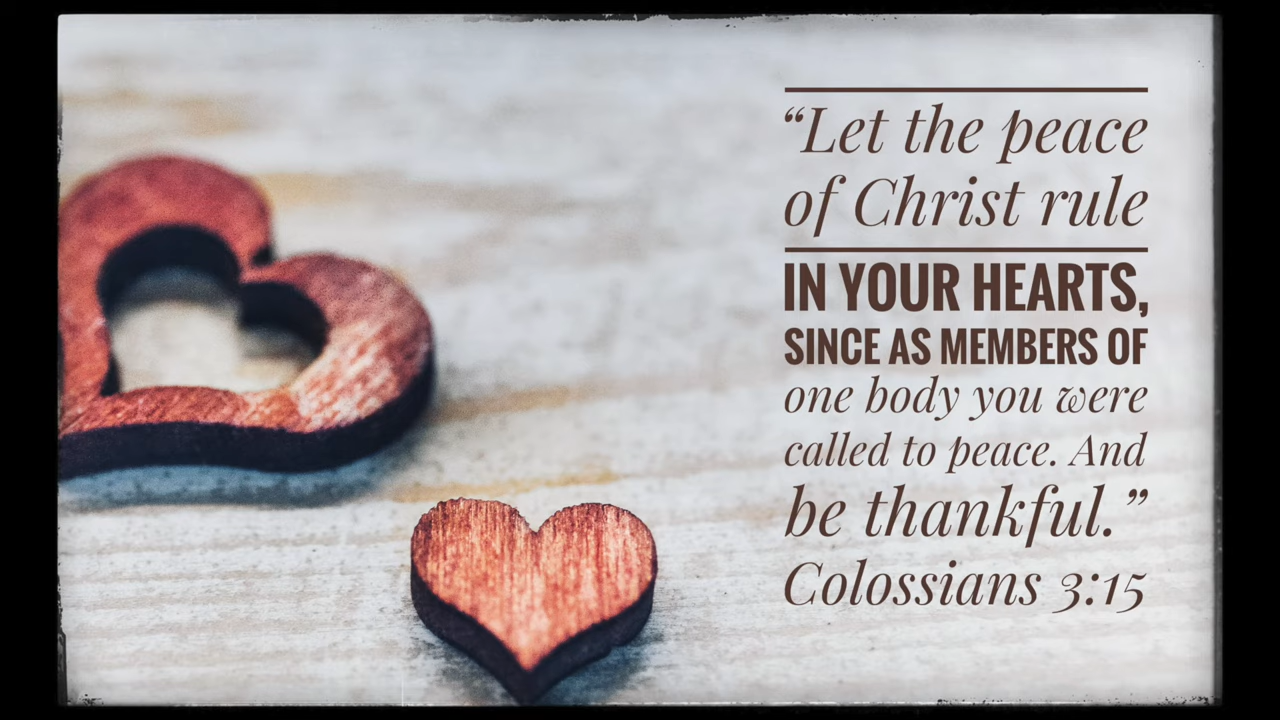 “Let the peace
of Christ rule
IN YOUR HEARTS,
SINCE AS MEMBERS OF
one body you were
called to peace. And
be thankful.”
Colossians 3:15